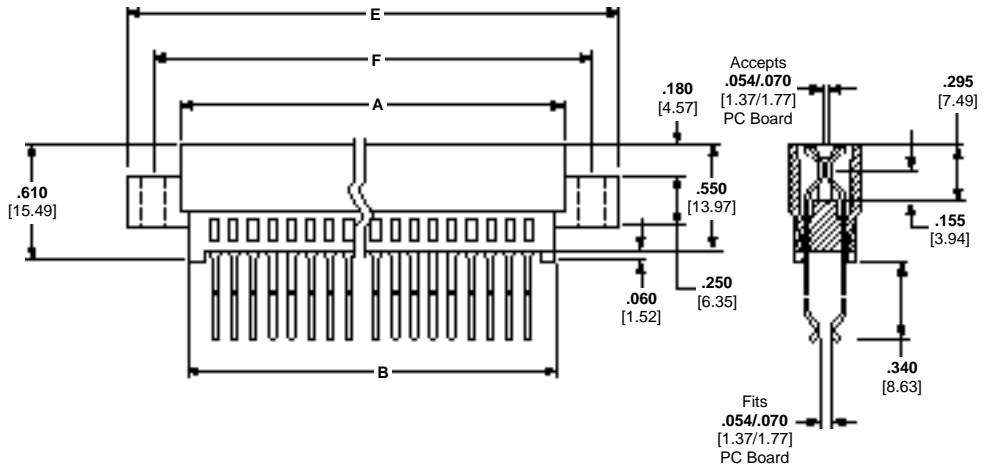 E
F
A
.180
[4.57]
Accepts
.054/.070
[1.37/1.77]
PC Board
.295
[7.49]
.610
[15.49]
.550
[13.97]
.155
[3.94]
.250
[6.35]
.060
[1.52]
B
.340
[8.63]
Fits
.054/.070
[1.37/1.77]
PC Board